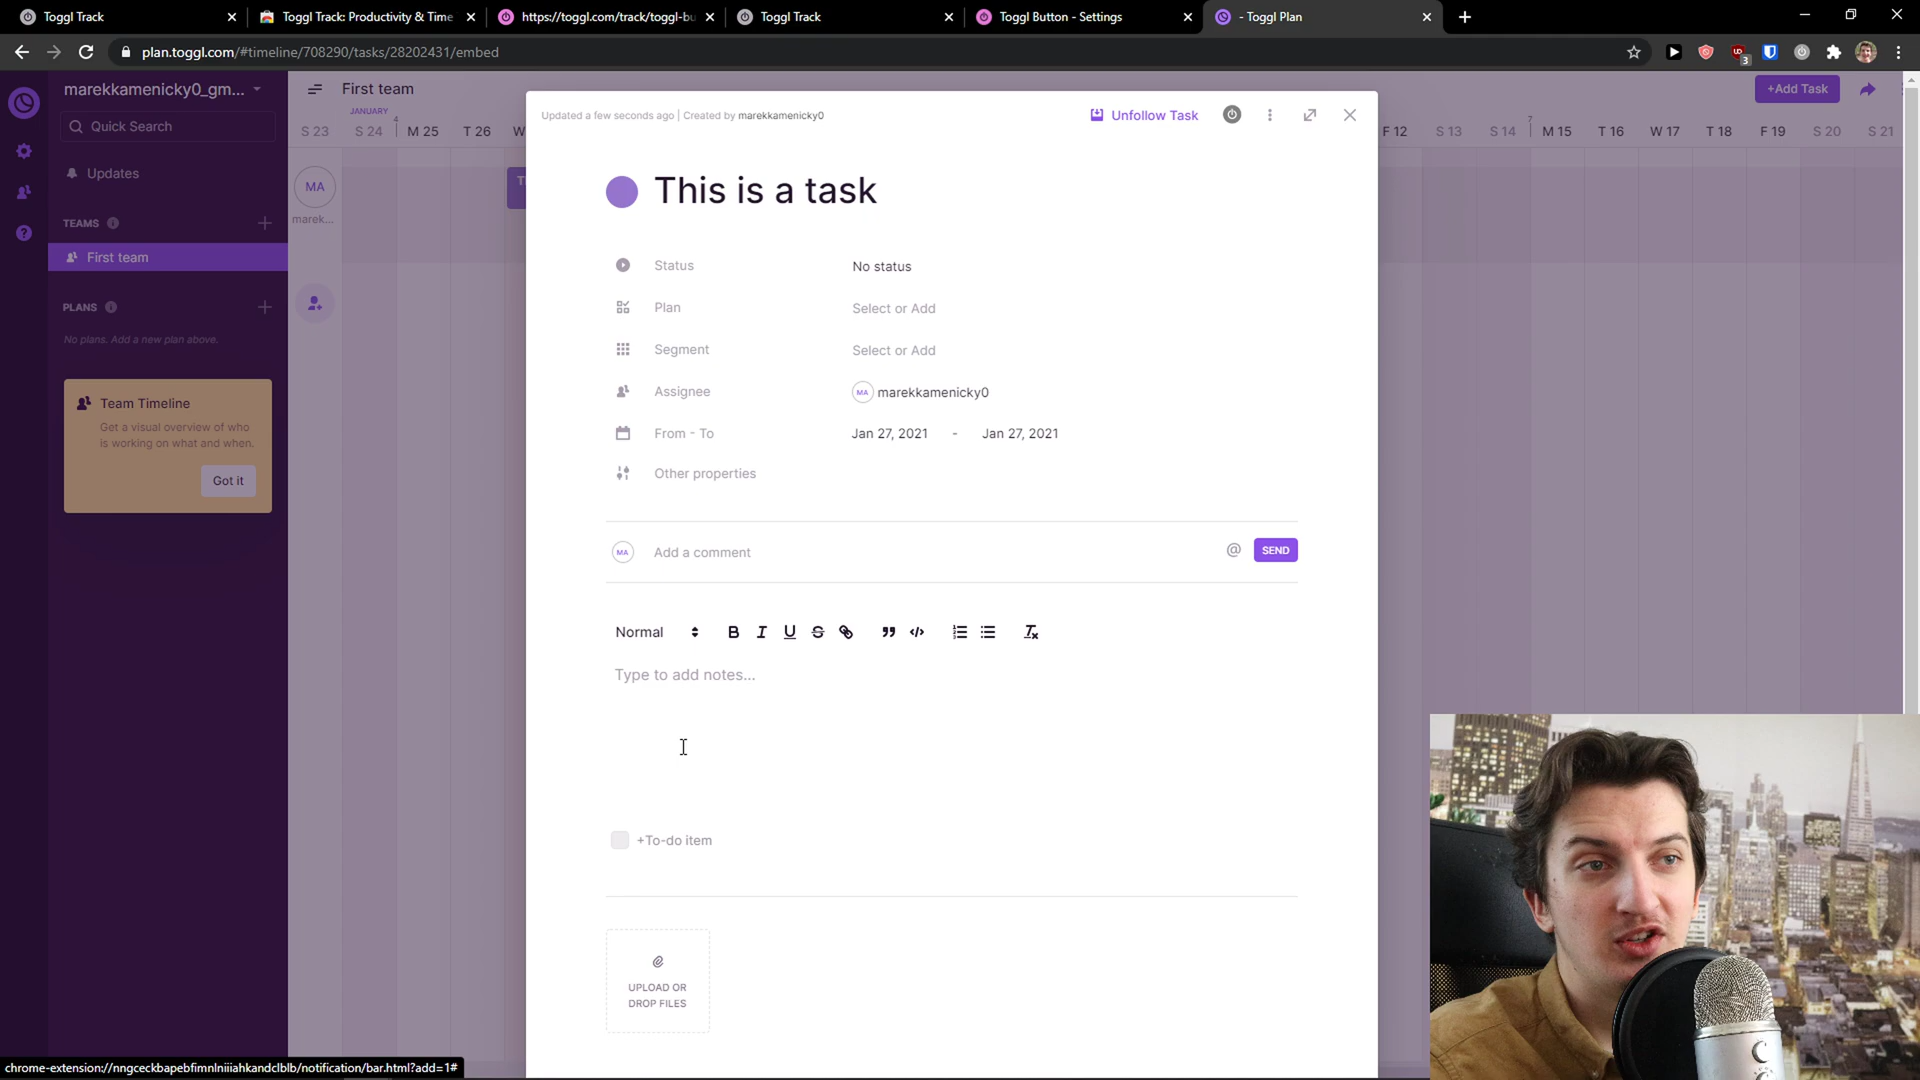 Toggl Track
Toggl Track: Productivity & Time
https://toggl.com/track/toggl-bu
Toggl Track
Toggl Button - Settings
- Toggl Plan
plan.toggl.com/#timeline/708290/tasks/28202431/embed
3
marekkamenicky0_gm...
First team
+Add Task
Quick Search
JANUARY
4
7
S 23
S 24
M 25
T 26
W
F 12
S 13
S 14
M 15
T 16
W 17
T 18
F 19
S 20
S 21
Updates
MA
marek...
TEAMS
First team
PLANS
No plans. Add a new plan above.
Team Timeline
Get a visual overview of who
is working on what and when.
Got it
Updated a few seconds ago | Created by marekkamenicky0
Unfollow Task
This is a task
Status
No status
Plan
Select or Add
Segment
Select or Add
Assignee
MA marekkamenicky0
From - To
Jan 27, 2021 - Jan 27, 2021
Other properties
MA
Add a comment
@
SEND
Normal
B I U S
Type to add notes...
+To-do item
UPLOAD OR
DROP FILES
chrome-extension://nngceckbapebfimnlniiiahkandclblb/notification/bar.html?add=1#